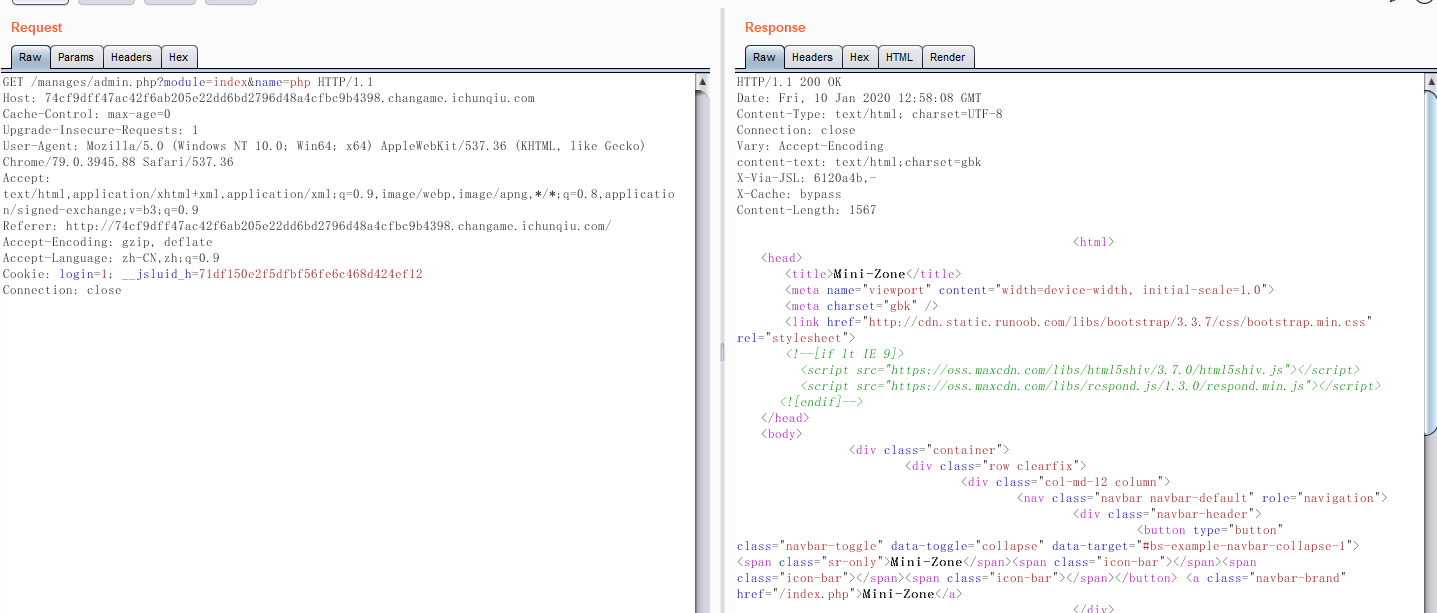 Request
Raw Params Headers Hex
GET /manages/admin.php?module=index&name=php HTTP/1.1
Host: 74cf9dff47ac42f6ab205e22dd6bd2796d48a4cfbc9b4398.changame.ichunqiu.com
Cache-Control: max-age=0
Upgrade-Insecure-Requests: 1
User-Agent: Mozilla/5.0 (Windows NT 10.0; Win64; x64) AppleWebKit/537.36 (KHTML, like Gecko)
Chrome/79.0.3945.88 Safari/537.36
Accept:
text/html,application/xhtml+xml,application/xml;q=0.9,image/webp,image/apng,*/*;q=0.8,applicatio
n/signed-exchange;v=b3;q=0.9
Referer: http://74cf9dff47ac42f6ab205e22dd6bd2796d48a4cfbc9b4398.changame.ichunqiu.com/
Accept-Encoding: gzip, deflate
Accept-Language: zh-CN,zh;q=0.9
Cookie: login=1; __jsluid_h=71df150e2f5dfbf56fe6c468d424ef12
Connection: close
Response
Raw Headers Hex HTML Render
HTTP/1.1 200 OK
Date: Fri, 10 Jan 2020 12:58:08 GMT
Content-Type: text/html; charset=UTF-8
Connection: close
Vary: Accept-Encoding
content-text: text/html;charset=gbk
X-Via-JSL: 6120a4b,-
X-Cache: bypass
Content-Length: 1567
<html>
<head>
<title>Mini-Zone</title>
<meta name="viewport" content="width=device-width, initial-scale=1.0">
<meta charset="gbk" />
<link href="http://cdn.static.runoob.com/libs/bootstrap/3.3.7/css/bootstrap.min.css"
rel="stylesheet">
<!--[if lt IE 9]>
<script src="https://oss.maxcdn.com/libs/html5shiv/3.7.0/html5shiv.js"></script>
<script src="https://oss.maxcdn.com/libs/respond.js/1.3.0/respond.min.js"></script>
<![endif]-->
</head>
<body>
<div class="container">
<div class="row clearfix">
<div class="col-md-12 column">
<nav class="navbar navbar-default" role="navigation">
<div class="navbar-header">
<button type="button"
class="navbar-toggle" data-toggle="collapse" data-target="#bs-example-navbar-collapse-1">
<span class="sr-only">Mini-Zone</span><span class="icon-bar"></span><span
class="icon-bar"></span><span class="icon-bar"></span></button> <a class="navbar-brand"
href="/index.php">Mini-Zone</a>
</div>